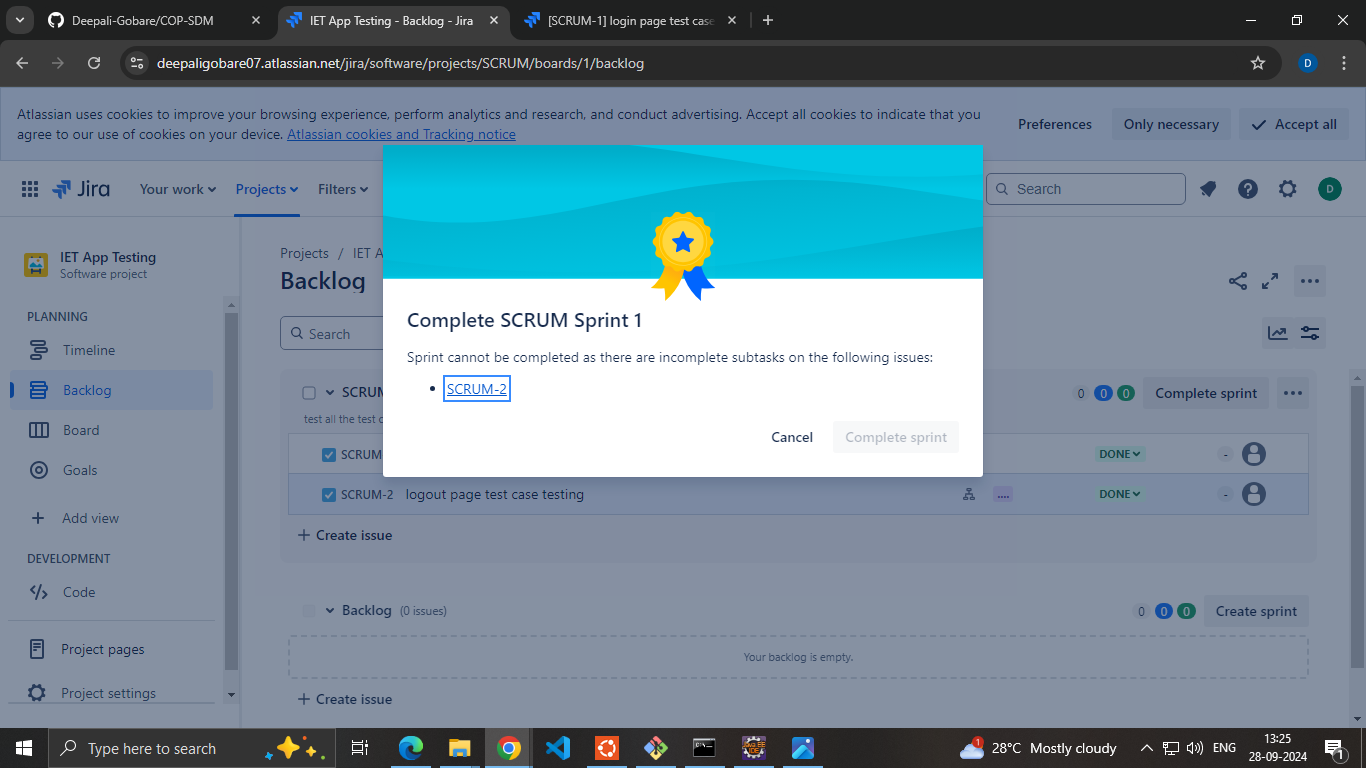 Deepali-Gobare/COP-SDM
IET App Testing - Backlog - Jira
[SCRUM-1] login page test case
deepaligobare07.atlassian.net/jira/software/projects/SCRUM/boards/1/backlog
D
Atlassian uses cookies to improve your browsing experience, perform analytics and research, and conduct advertising. Accept all cookies to indicate that you
agree to our use of cookies on your device. Atlassian cookies and Tracking notice
Preferences
Only necessary
Accept all
Jira
Your work
Projects
Filters
Search
D
IET App Testing
Software project
PLANNING
Timeline
Backlog
Board
Goals
Add view
DEVELOPMENT
Code
Project pages
Project settings
Projects / IET A
Backlog
Search
Complete SCRUM Sprint 1
Sprint cannot be completed as there are incomplete subtasks on the following issues:
• SCRUM-2
Cancel
Complete sprint
SCRUM
0 0 0
Complete sprint
test all the test c
SCRUM
DONE
-
SCRUM-2 logout page test case testing
....
DONE
-
+ Create issue
Backlog (0 issues)
0 0 0
Create sprint
Your backlog is empty.
+ Create issue
Type here to search
1
28°C Mostly cloudy
ENG
13:25
28-09-2024
1